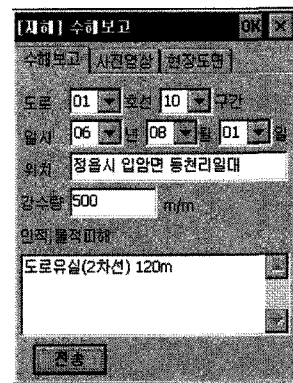 [재해] 수해보고 OK ×
수해보고 사진영상 현장도면
도로 01 호선 10 구간
일시 06 년 08 월 01 일
위치 정읍시 입암면 등천리일대
강수량 500 m/m
인적,물적피해
도로유실(2차선) 120m
전송